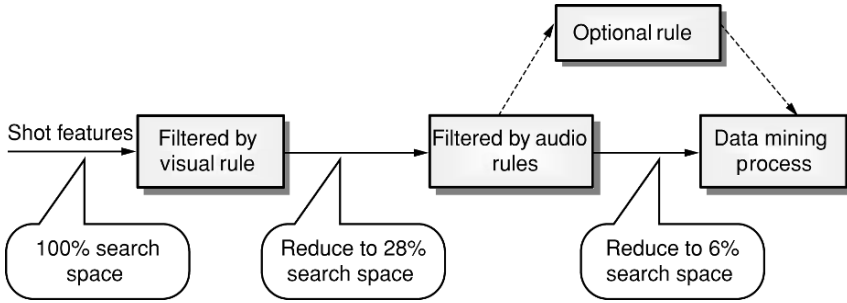 Optional rule
Shot features
Filtered by
visual rule
Filtered by audio
rules
Data mining
process
100% search
space
Reduce to 28%
search space
Reduce to 6%
search space